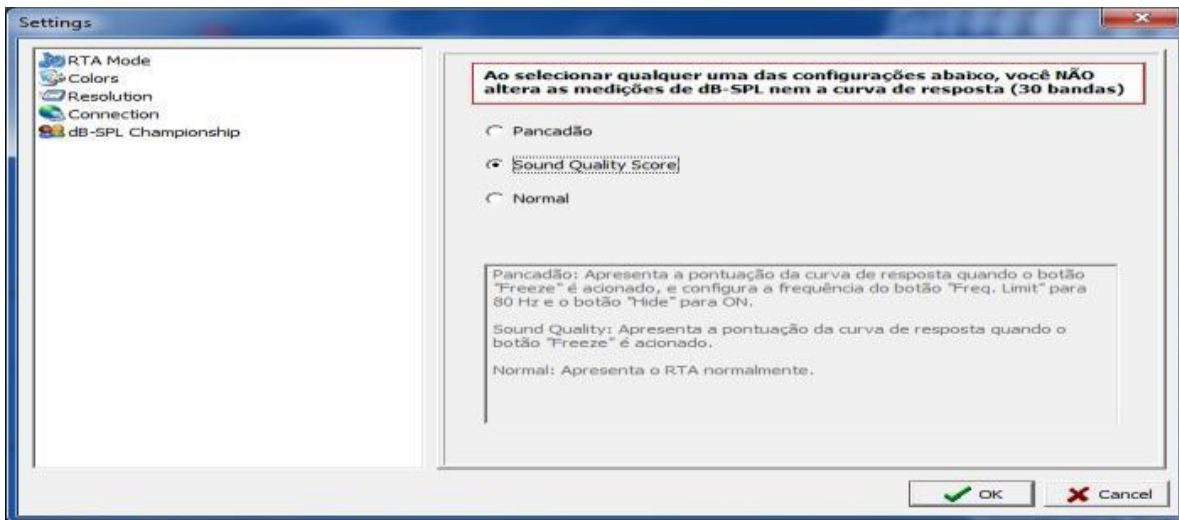 Settings
RTA Mode
Colors
Resolution
Connection
dB-SPL Championship
Ao selecionar qualquer uma das configurações abaixo, você NÃO
altera as medições de dB-SPL nem a curva de resposta (30 bandas)
Pancadão
Sound Quality Score
Normal
Pancadão: Apresenta a pontuação da curva de resposta quando o botão
"Freeze" é acionado, e configura a frequência do botão "Freq. Limit" para
80 Hz e o botão "Hide" para ON.
Sound Quality: Apresenta a pontuação da curva de resposta quando o
botão "Freeze" é acionado.
Normal: Apresenta o RTA normalmente.
OK
Cancel